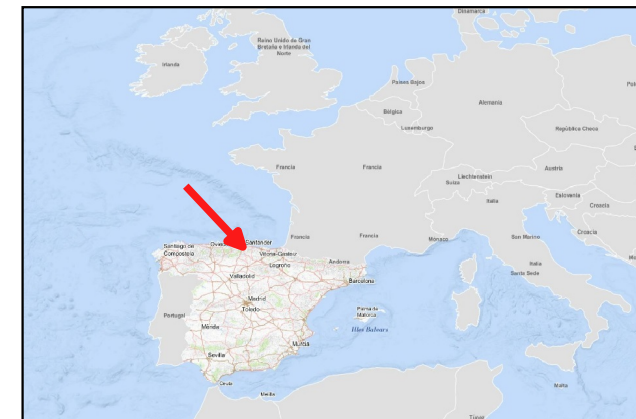 Dinamarca
Reino Unido de Gran
Bretaña e Irlanda del
Norte
Irlanda
Países Bajos
Alemania
Bélgica
Luxemburgo
República Checa
Francia
Francia
Liechtenstein
Suiza
Austria
Eslovenia
Italia
Croacia
Francia
Francia
Mónaco
San Marino
Croacia
Santiago de
Compostela
Santander
Vitoria-Gasteiz
Logroño
Andorra
Italia
Santa Sede
Valladolid
Barcelona
Madrid
Toledo
Palma de
Mallorca
Portugal
Illes Balears
Mérida
Murcia
Sevilla
Ceuta
Melilla
Malta
Túnez